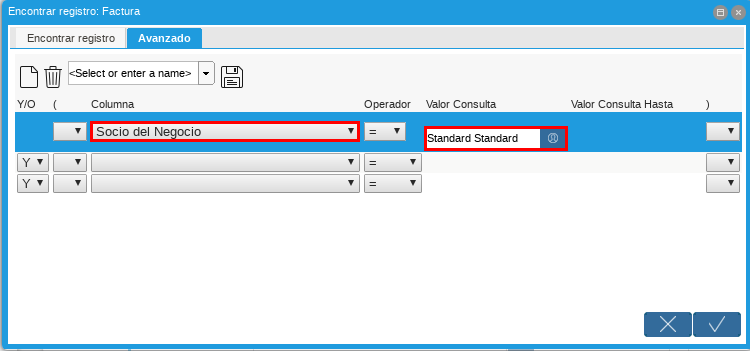 Encontrar registro: Factura
Encontrar registro Avanzado
<Select or enter a name>
Y/O ( Columna Operador Valor Consulta Valor Consulta Hasta )
Socio del Negocio = Standard Standard
Y =
Y =